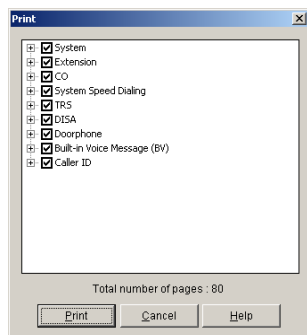 Print
System
Extension
CO
System Speed Dialing
TRS
DISA
Doorphone
Built-in Voice Message (BV)
Caller ID
Total number of pages : 80
Print
Cancel
Help